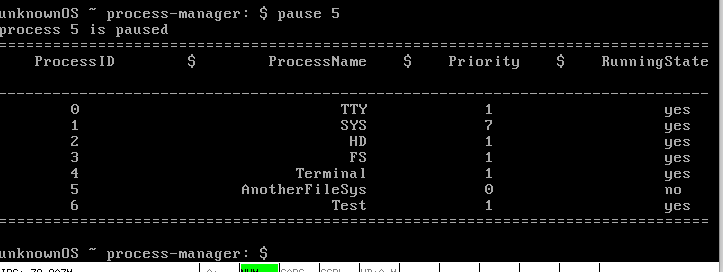 unknownOS ~ process-manager: $ pause 5
process 5 is paused
================================================================================
ProcessID $ ProcessName $ Priority $ RunningState
--------------------------------------------------------------------------------
0 TTY 1 yes
1 SYS 7 yes
2 HD 1 yes
3 FS 1 yes
4 Terminal 1 yes
5 AnotherFileSys 0 no
6 Test 1 yes
================================================================================
unknownOS ~ process-manager: $